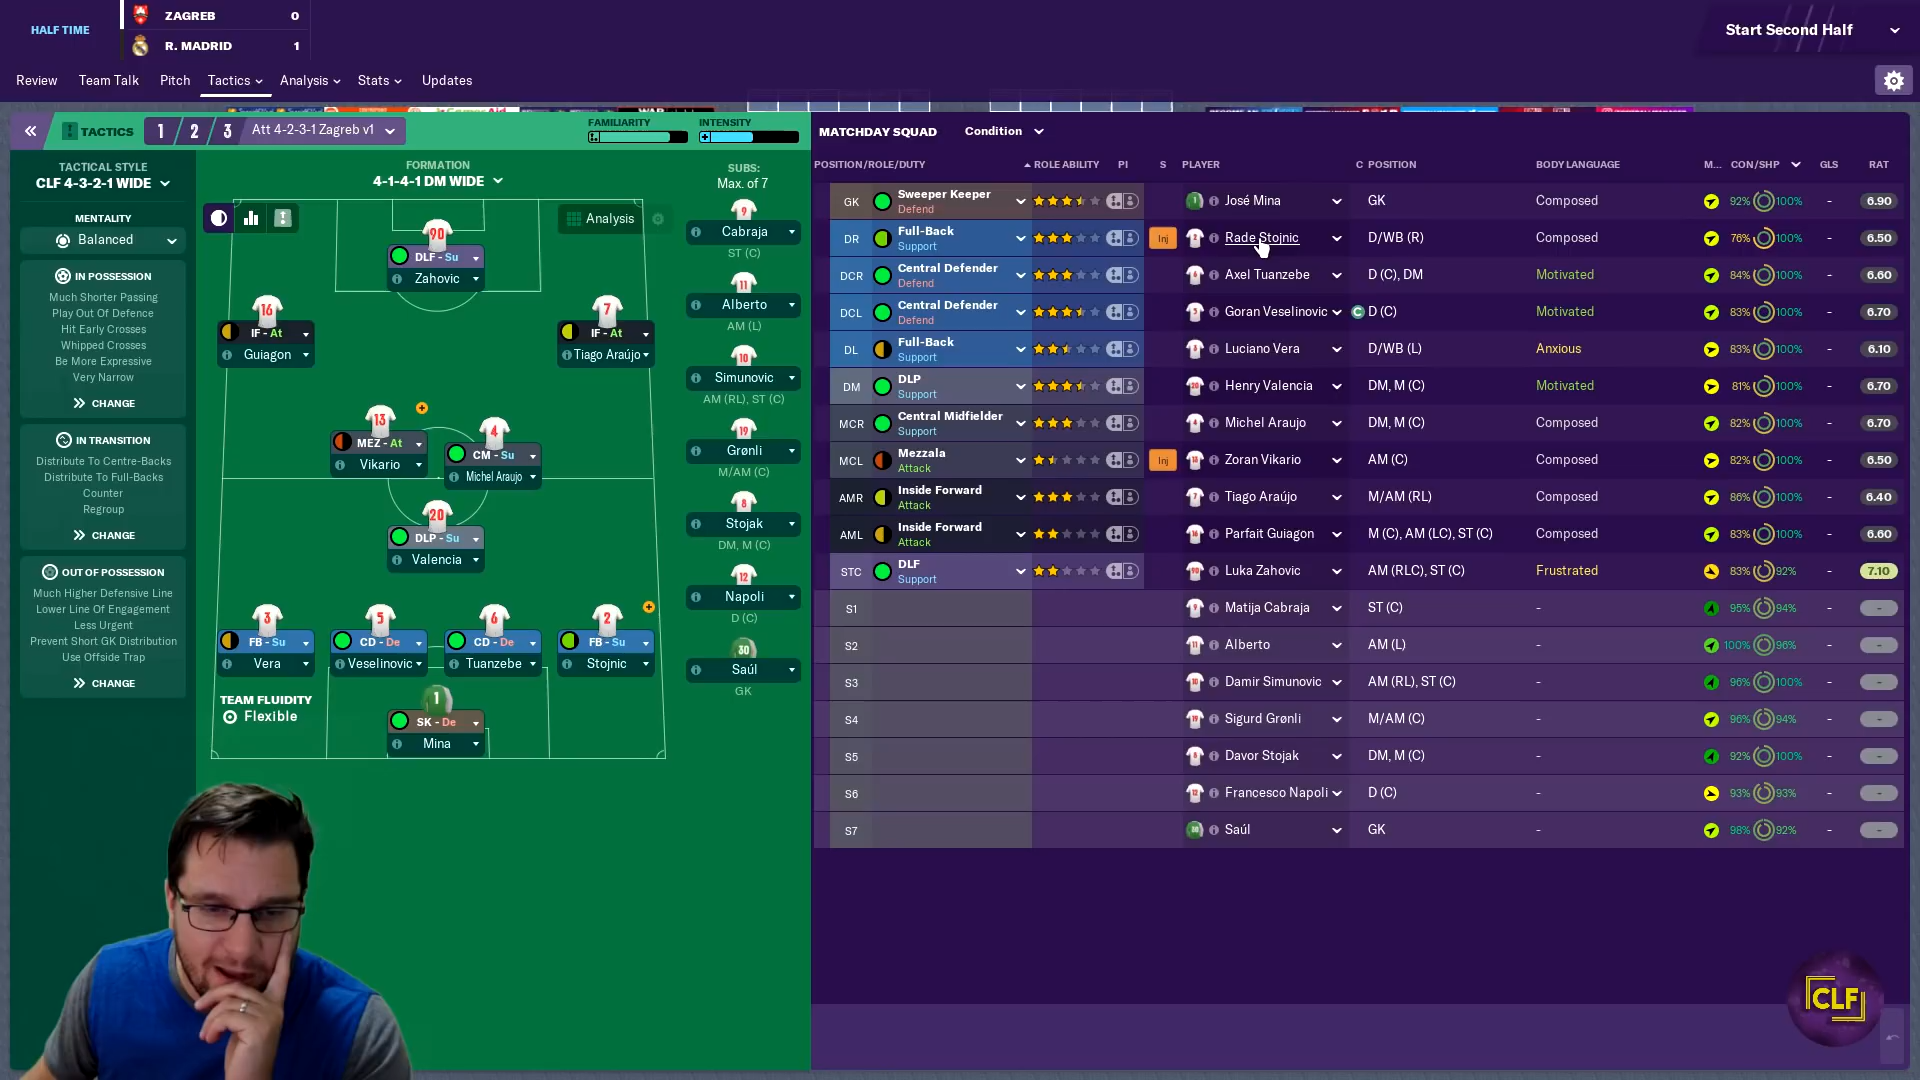 HALF TIME
ZAGREB 0
R. MADRID 1
Start Second Half
Review Team Talk Pitch Tactics Analysis Stats Updates
TACTICS 1 2 3 Att 4-2-3-1 Zagreb v1
FAMILIARITY
INTENSITY
TACTICAL STYLE
CLF 4-3-2-1 WIDE
MENTALITY
Balanced
IN POSSESSION
Much Shorter Passing
Play Out Of Defence
Hit Early Crosses
Whipped Crosses
Be More Expressive
Very Narrow
CHANGE
IN TRANSITION
Distribute To Centre-Backs
Distribute To Full-Backs
Counter
Regroup
CHANGE
OUT OF POSSESSION
Much Higher Defensive Line
Lower Line Of Engagement
Less Urgent
Prevent Short GK Distribution
Use Offside Trap
CHANGE
FORMATION
4-1-4-1 DM WIDE
Analysis
90
DLF - Su
Zahovic
16
IF - At
Guiagon
7
IF - At
Tiago Araújo
13
MEZ - At
Vikario
4
CM - Su
Michel Araujo
20
DLP - Su
Valencia
3
FB - Su
Vera
5
CD - De
Veselinovic
6
CD - De
Tuanzebe
2
FB - Su
Stojnic
TEAM FLUIDITY
Flexible
1
SK - De
Mina
SUBS:
Max. of 7
9
Cabraja
ST (C)
11
Alberto
AM (L)
10
Simunovic
AM (RL), ST (C)
19
Grønli
M/AM (C)
8
Stojak
DM, M (C)
12
Napoli
D (C)
30
Saúl
GK
MATCHDAY SQUAD Condition
POSITION/ROLE/DUTY ROLE ABILITY PI S PLAYER C POSITION BODY LANGUAGE M... CON/SHP GLS RAT
GK Sweeper Keeper Defend José Mina GK Composed 92% 100% - 6.90
DR Full-Back Support Inj Rade Stojnic D/WB (R) Composed 76% 100% - 6.50
DCR Central Defender Defend Axel Tuanzebe D (C), DM Motivated 84% 100% - 6.60
DCL Central Defender Defend Goran Veselinovic C D (C) Motivated 83% 100% - 6.70
DL Full-Back Support Luciano Vera D/WB (L) Anxious 83% 100% - 6.10
DM DLP Support Henry Valencia DM, M (C) Motivated 81% 100% - 6.70
MCR Central Midfielder Support Michel Araujo DM, M (C) Composed 82% 100% - 6.70
MCL Mezzala Attack Inj Zoran Vikario AM (C) Composed 82% 100% - 6.50
AMR Inside Forward Attack Tiago Araújo M/AM (RL) Composed 86% 100% - 6.40
AML Inside Forward Attack Parfait Guiagon M (C), AM (LC), ST (C) Composed 83% 100% - 6.60
STC DLF Support Luka Zahovic AM (RLC), ST (C) Frustrated 83% 92% - 7.10
S1 Matija Cabraja ST (C) - 95% 94% - -
S2 Alberto AM (L) - 100% 96% - -
S3 Damir Simunovic AM (RL), ST (C) - 96% 100% - -
S4 Sigurd Grønli M/AM (C) - 96% 94% - -
S5 Davor Stojak DM, M (C) - 92% 100% - -
S6 Francesco Napoli D (C) - 93% 93% - -
S7 Saúl GK - 98% 92% - -
CLF